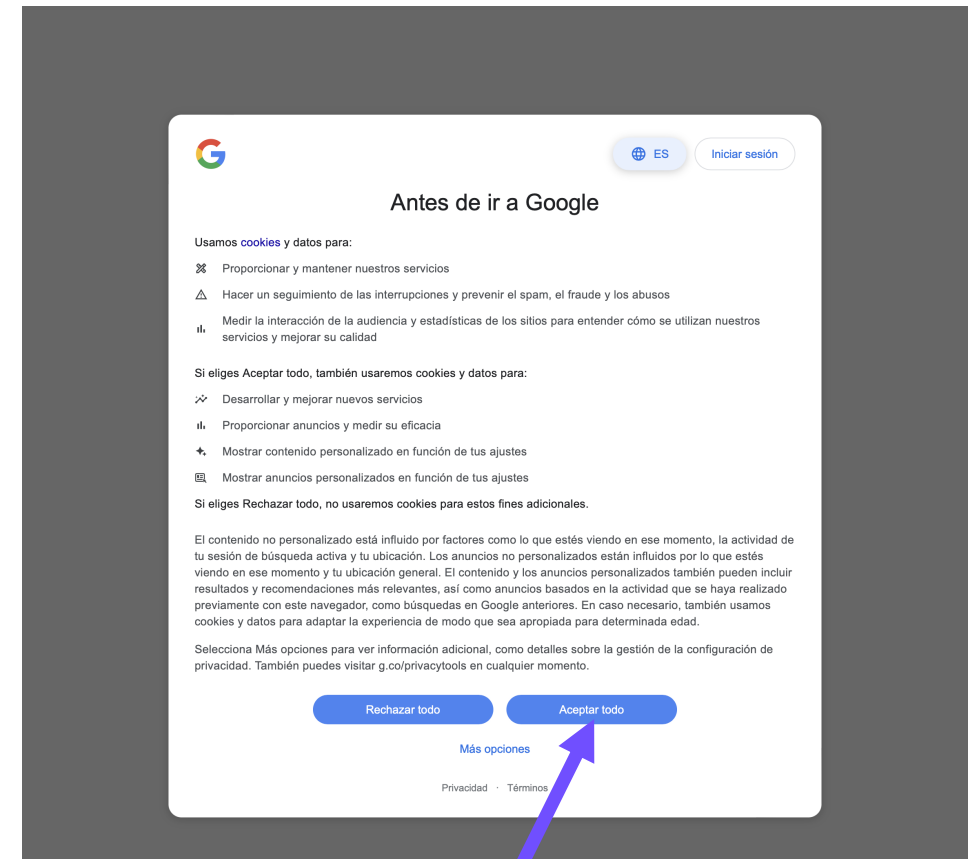 ES
Iniciar sesión
Antes de ir a Google
Usamos cookies y datos para:
Proporcionar y mantener nuestros servicios
Hacer un seguimiento de las interrupciones y prevenir el spam, el fraude y los abusos
Medir la interacción de la audiencia y estadísticas de los sitios para entender cómo se utilizan nuestros
servicios y mejorar su calidad
Si eliges Aceptar todo, también usaremos cookies y datos para:
Desarrollar y mejorar nuevos servicios
Proporcionar anuncios y medir su eficacia
Mostrar contenido personalizado en función de tus ajustes
Mostrar anuncios personalizados en función de tus ajustes
Si eliges Rechazar todo, no usaremos cookies para estos fines adicionales.
El contenido no personalizado está influido por factores como lo que estés viendo en ese momento, la actividad de
tu sesión de búsqueda activa y tu ubicación. Los anuncios no personalizados están influidos por lo que estés
viendo en ese momento y tu ubicación general. El contenido y los anuncios personalizados también pueden incluir
resultados y recomendaciones más relevantes, así como anuncios basados en la actividad que se haya realizado
previamente con este navegador, como búsquedas en Google anteriores. En caso necesario, también usamos
cookies y datos para adaptar la experiencia de modo que sea apropiada para determinada edad.
Selecciona Más opciones para ver información adicional, como detalles sobre la gestión de la configuración de
privacidad. También puedes visitar g.co/privacytools en cualquier momento.
Rechazar todo
Aceptar todo
Más opciones
Privacidad · Términos